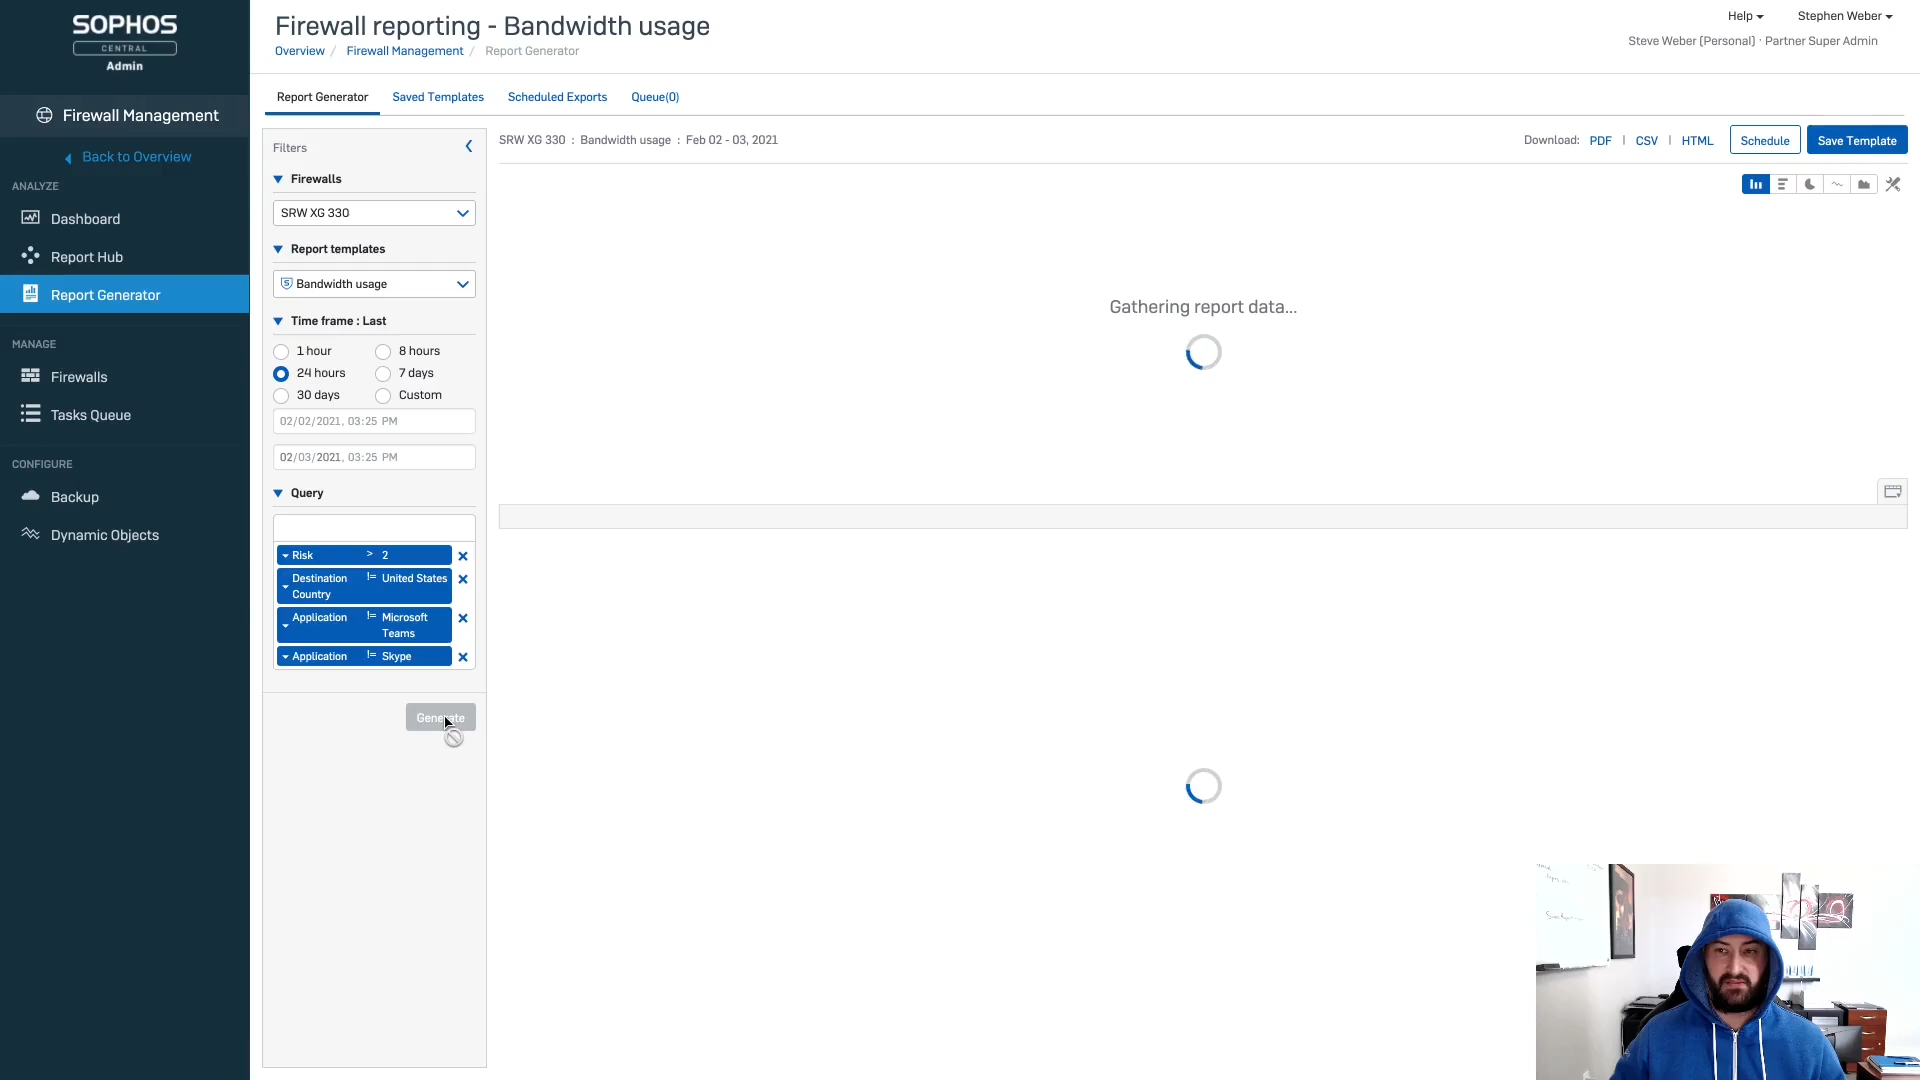 SOPHOS
CENTRAL
Admin
Firewall Management
Back to Overview
ANALYZE
Dashboard
Report Hub
Report Generator
MANAGE
Firewalls
Tasks Queue
CONFIGURE
Backup
Dynamic Objects
Firewall reporting - Bandwidth usage
Overview / Firewall Management / Report Generator
Help
Stephen Weber
Steve Weber (Personal) · Partner Super Admin
Report Generator
Saved Templates
Scheduled Exports
Queue(0)
Filters
Firewalls
SRW XG 330
Report templates
Bandwidth usage
Time frame : Last
1 hour
8 hours
24 hours
7 days
30 days
Custom
02/02/2021, 03:25 PM
02/03/2021, 03:25 PM
Query
Risk > 2
Destination != United States
Country
Application != Microsoft
Teams
Application != Skype
Generate
SRW XG 330 : Bandwidth usage : Feb 02 - 03, 2021
Download: PDF | CSV | HTML
Schedule
Save Template
Gathering report data...